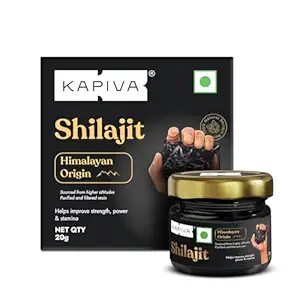 KAPIVA®
Shilajit
Himalayan
Origin
Sourced from higher altitudes
Purified and filtered resin
Helps improve strength, power
& stamina
NET QTY
20g
KAPIVA
Himalayan
Origin
Shilajit